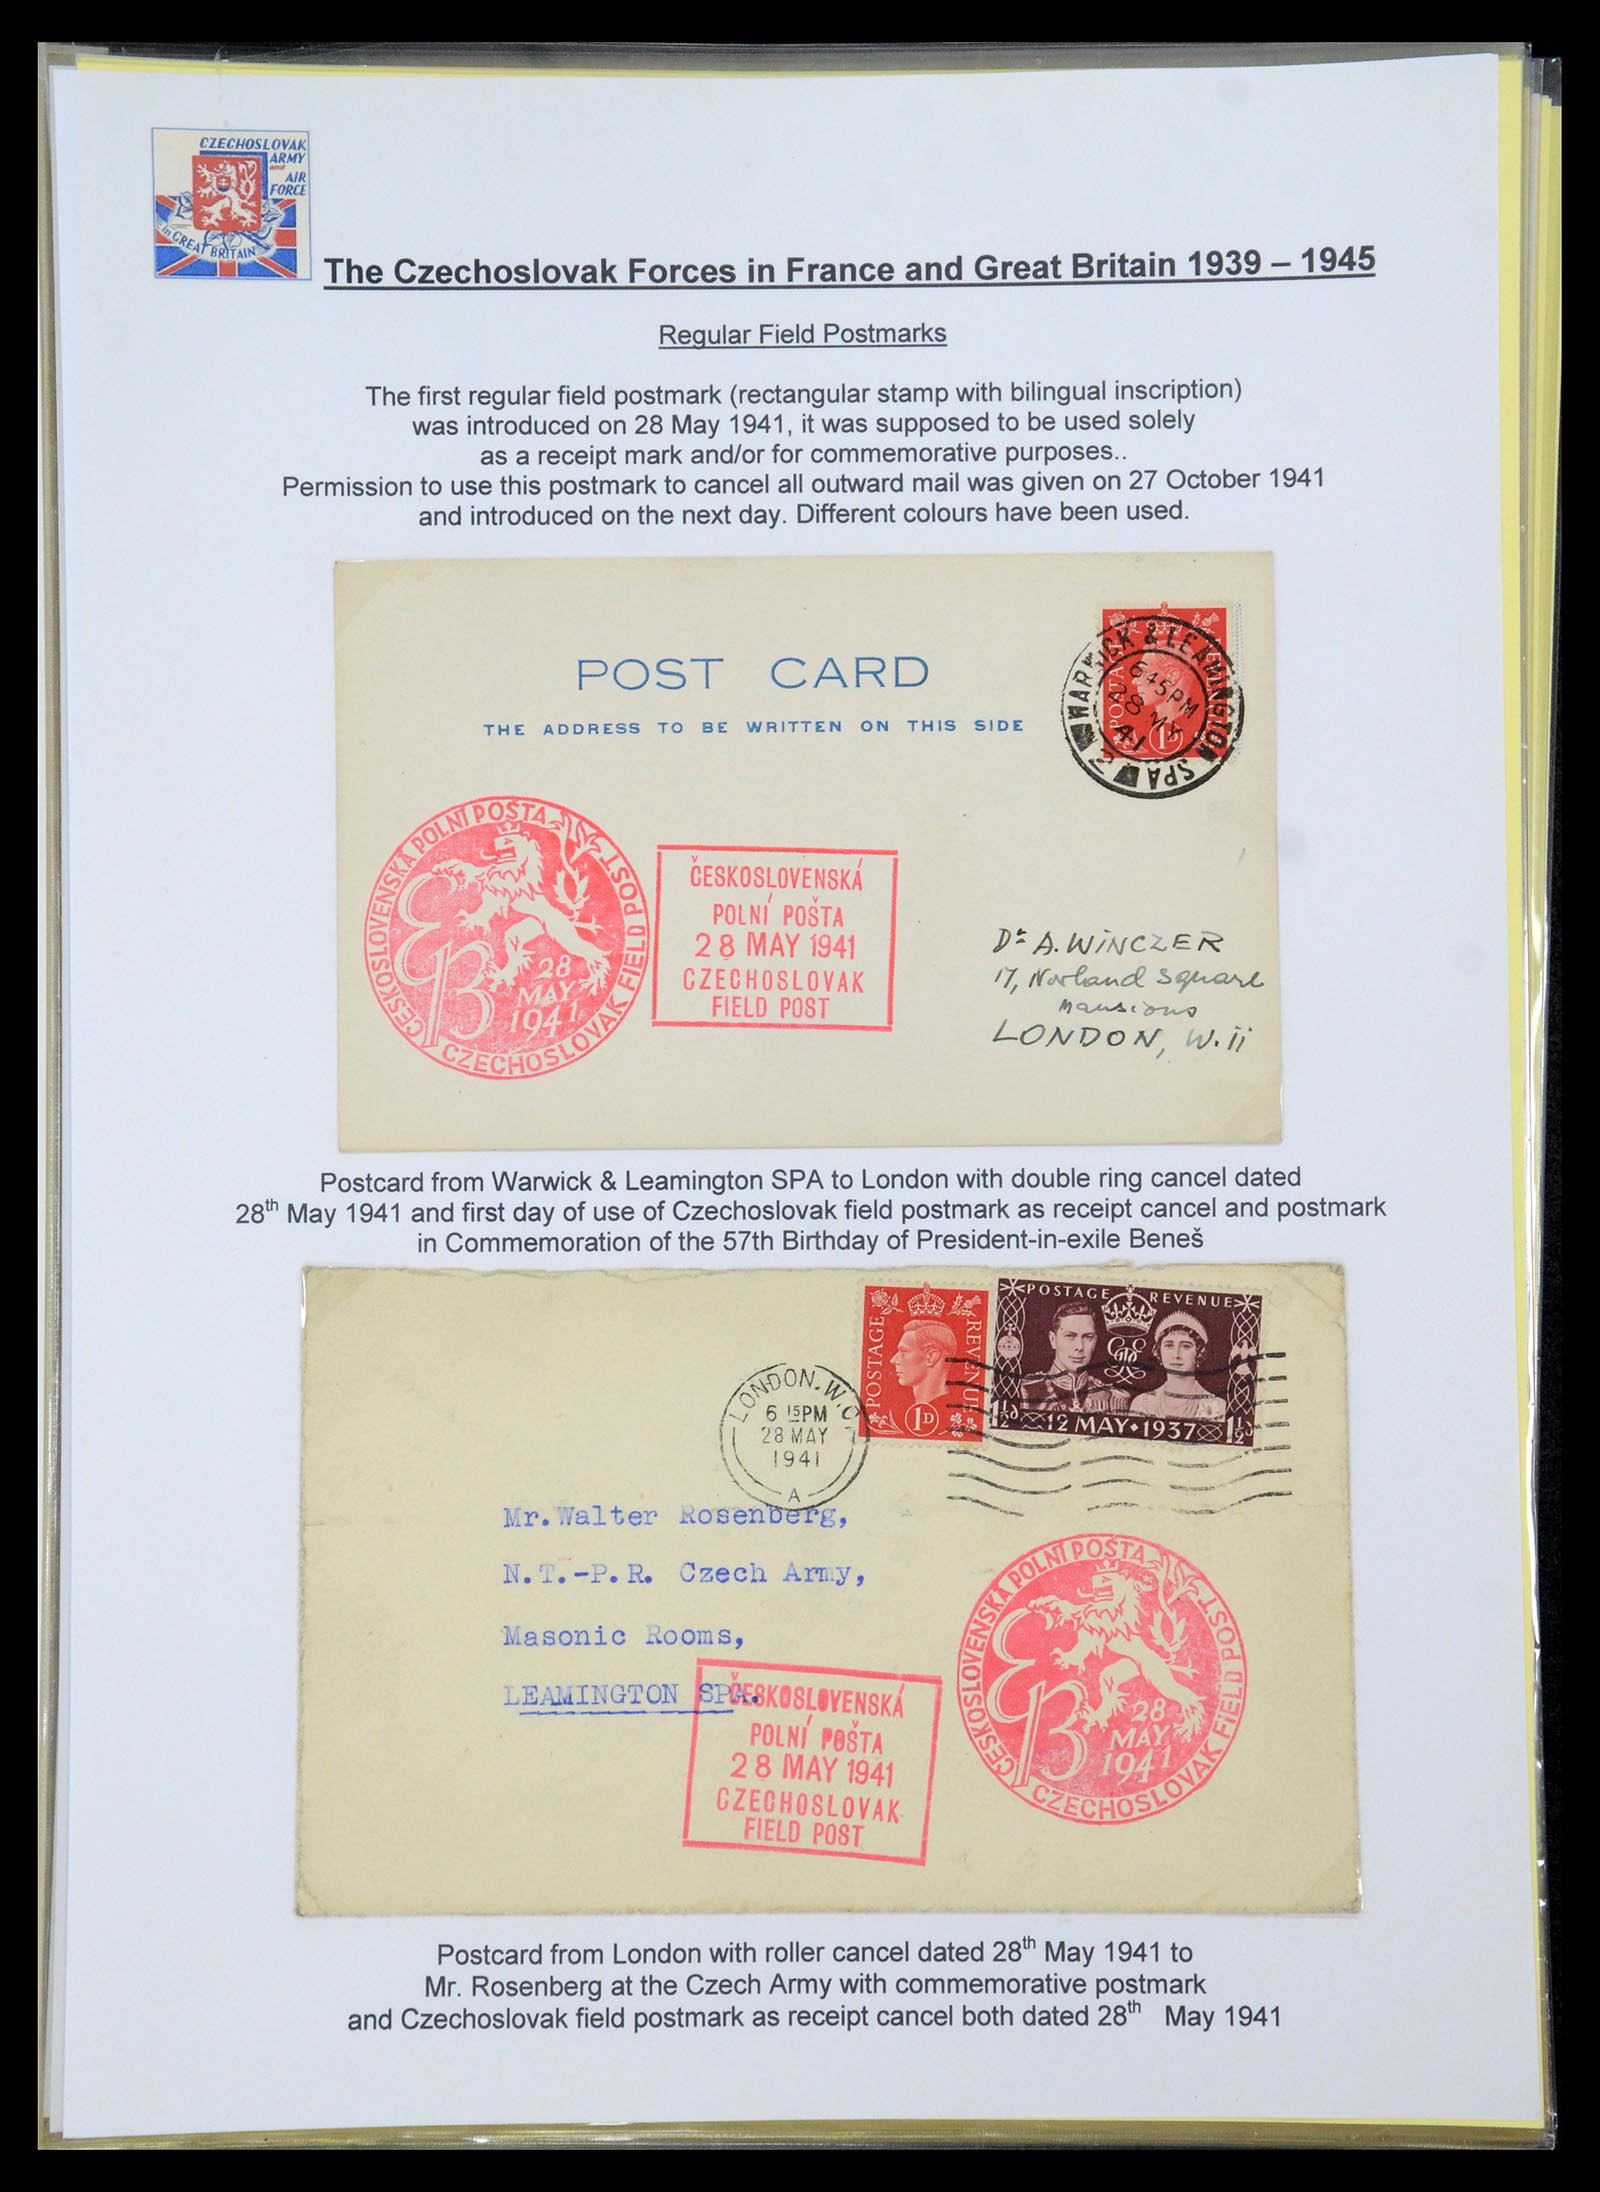 CZECHOSLOVAK
ARMY
and
AIR
FORCE
in GREAT BRITAIN
The Czechoslovak Forces in France and Great Britain 1939 – 1945
Regular Field Postmarks
The first regular field postmark (rectangular stamp with bilingual inscription)
was introduced on 28 May 1941, it was supposed to be used solely
as a receipt mark and/or for commemorative purposes..
Permission to use this postmark to cancel all outward mail was given on 27 October 1941
and introduced on the next day. Different colours have been used.
POST CARD
THE ADDRESS TO BE WRITTEN ON THIS SIDE
WARWICK & LEAMINGTON SPA
6 45 PM
28 MY
41
POSTAGE REVENUE
1D
ČESKOSLOVENSKÁ POLNÍ POŠTA
EB
28
MAY
1941
CZECHOSLOVAK FIELD POST
ČESKOSLOVENSKÁ
POLNÍ POŠTA
28 MAY 1941
CZECHOSLOVAK
FIELD POST
Dr A. WINCZER
17, Norland Square
Mansions
LONDON, W. ii
Postcard from Warwick & Leamington SPA to London with double ring cancel dated
28th May 1941 and first day of use of Czechoslovak field postmark as receipt cancel and postmark
in Commemoration of the 57th Birthday of President-in-exile Beneš
POSTAGE REVENUE
1D
POSTAGE REVENUE
1½d 12 MAY 1937 1½d
LONDON. W.C.
6 15 PM
28 MAY
1941
A
Mr. Walter Rosenberg,
N.T.-P.R. Czech Army,
Masonic Rooms,
LEAMINGTON SPA.
ČESKOSLOVENSKÁ
POLNÍ POŠTA
28 MAY 1941
CZECHOSLOVAK
FIELD POST
ČESKOSLOVENSKÁ POLNÍ POŠTA
EB
28
MAY
1941
CZECHOSLOVAK FIELD POST
Postcard from London with roller cancel dated 28th May 1941 to
Mr. Rosenberg at the Czech Army with commemorative postmark
and Czechoslovak field postmark as receipt cancel both dated 28th May 1941